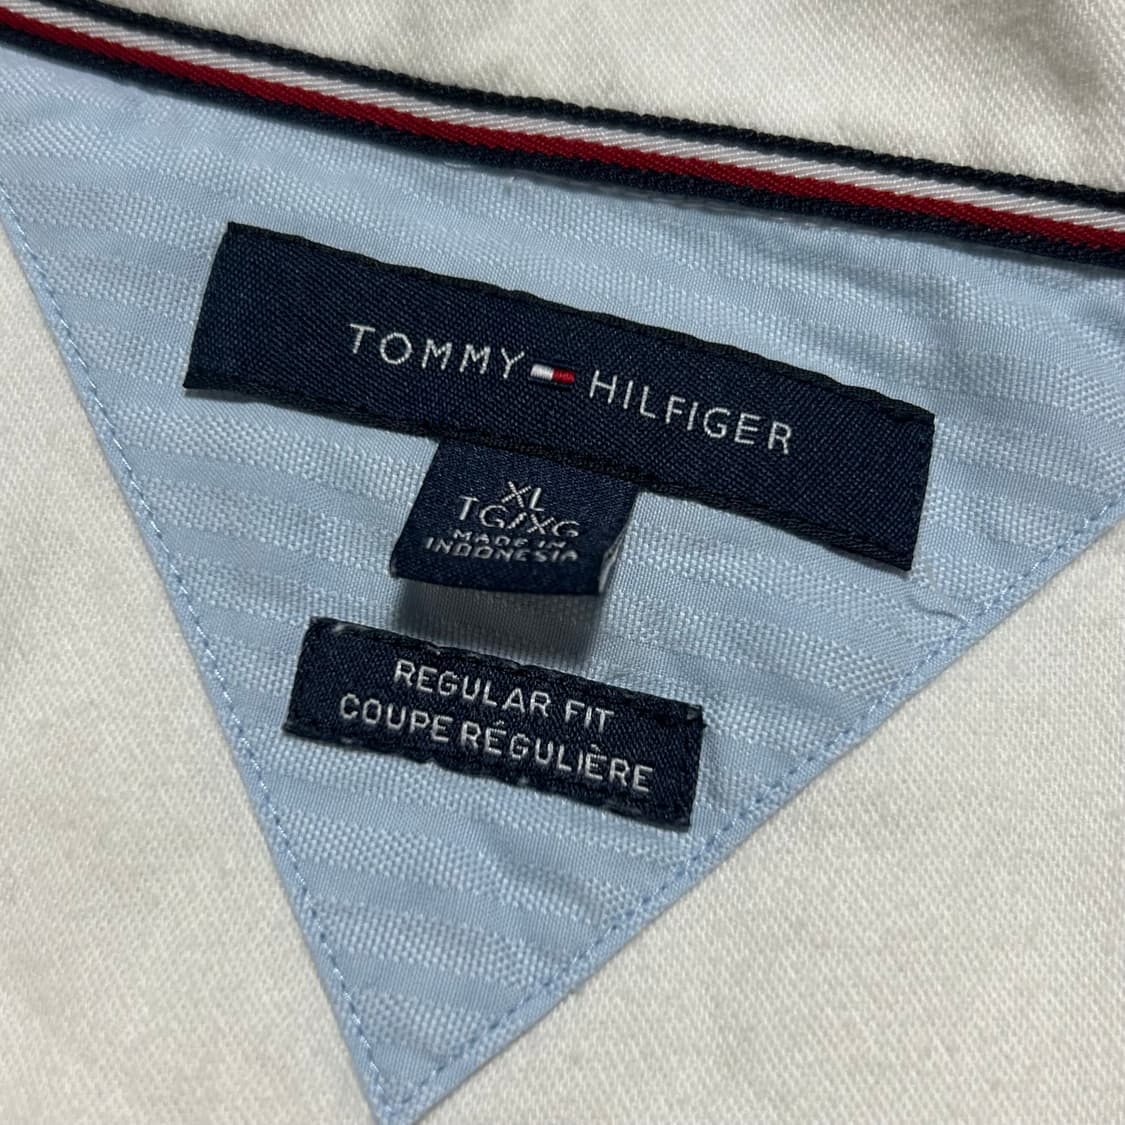 TOMMY HILFIGER
XL
TG/XG
MADE IN
INDONESIA
REGULAR FIT
COUPE RÉGULIÈRE